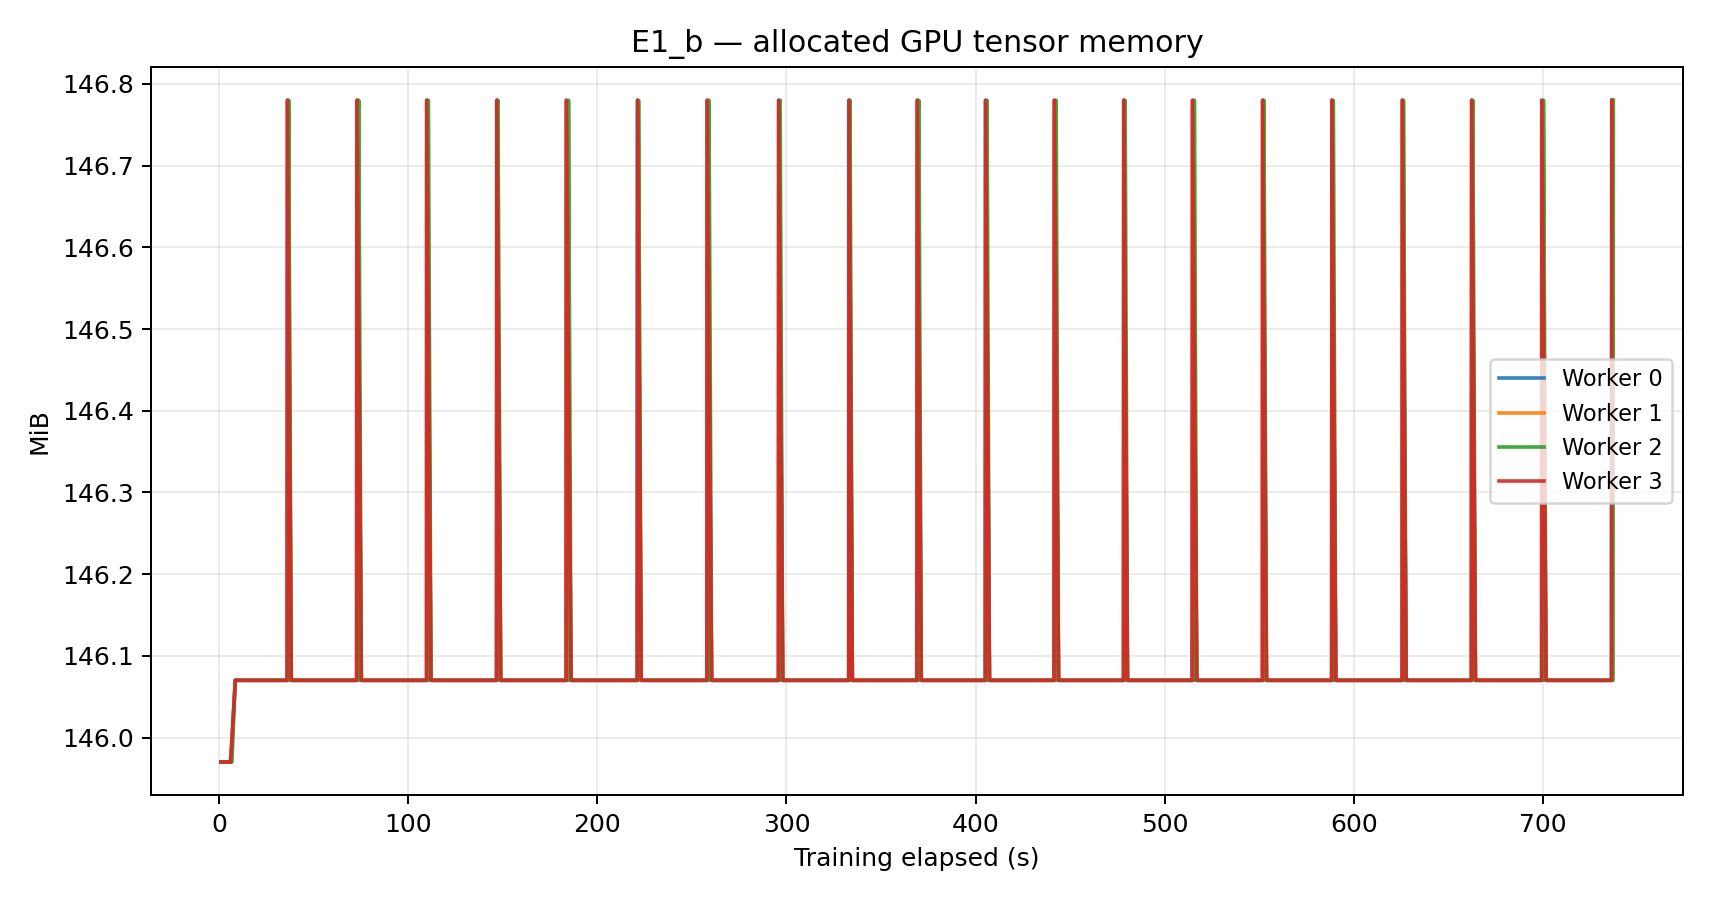 E1_b — allocated GPU tensor memory
146.8
146.7
146.6
146.5
146.4
146.3
146.2
146.1
146.0
MiB
Worker 0
Worker 1
Worker 2
Worker 3
0 100 200 300 400 500 600 700
Training elapsed (s)